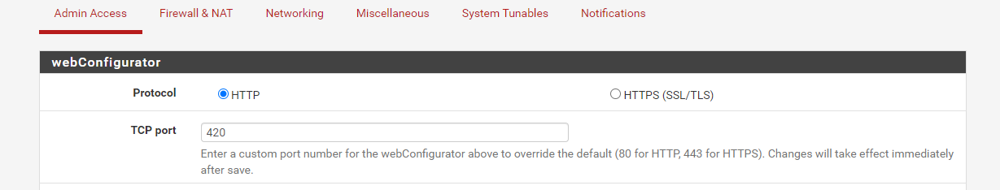 Admin Access Firewall & NAT Networking Miscellaneous System Tunables Notifications
webConfigurator
Protocol HTTP HTTPS (SSL/TLS)
TCP port 420
Enter a custom port number for the webConfigurator above to override the default (80 for HTTP, 443 for HTTPS). Changes will take effect immediately
after save.